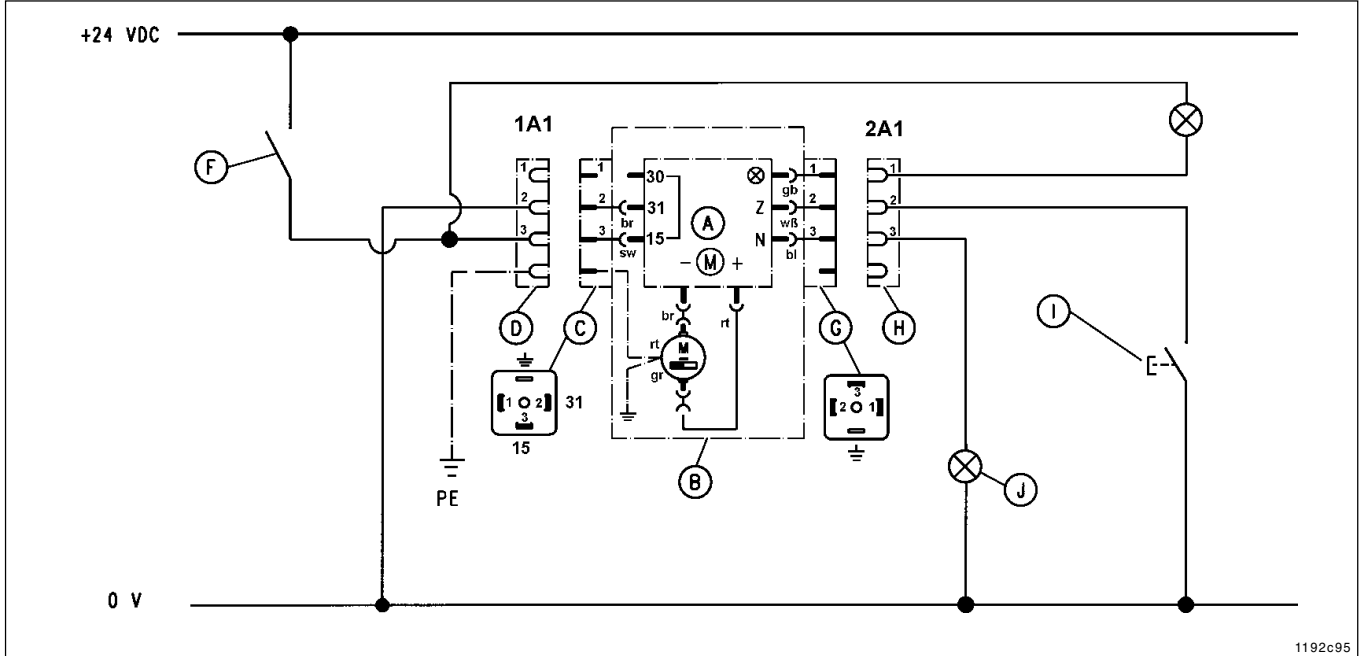 +24 VDC
1A1
2A1
F
1
2
3
1
2
3
br
sw
30
31
15
A
- M +
⊗
Z
N
gb
wß
bl
1
2
3
1
2
3
D
C
G
H
I
br
rt
rt
gr
M
1 2
3
31
15
3
2 1
B
J
PE
0 V
1192c95